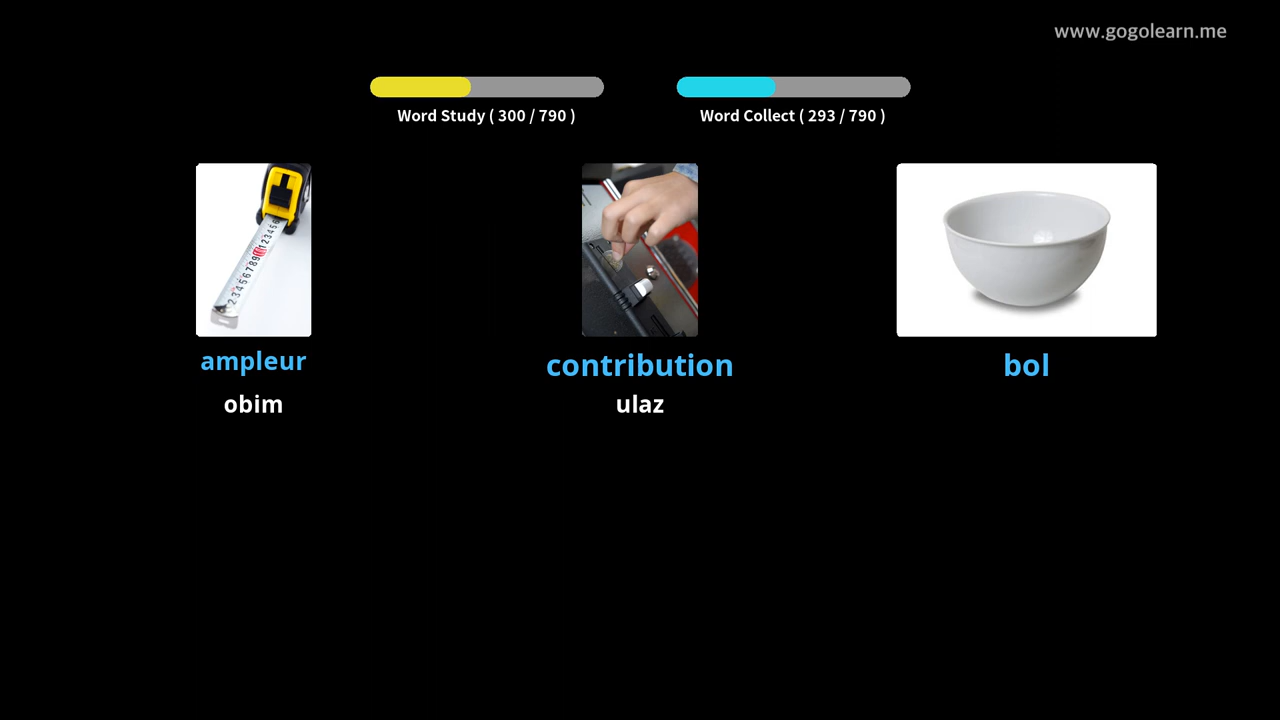 www.gogolearn.me
Word Study ( 300 / 790 )
Word Collect ( 293 / 790 )
ampleur
obim
contribution
ulaz
bol